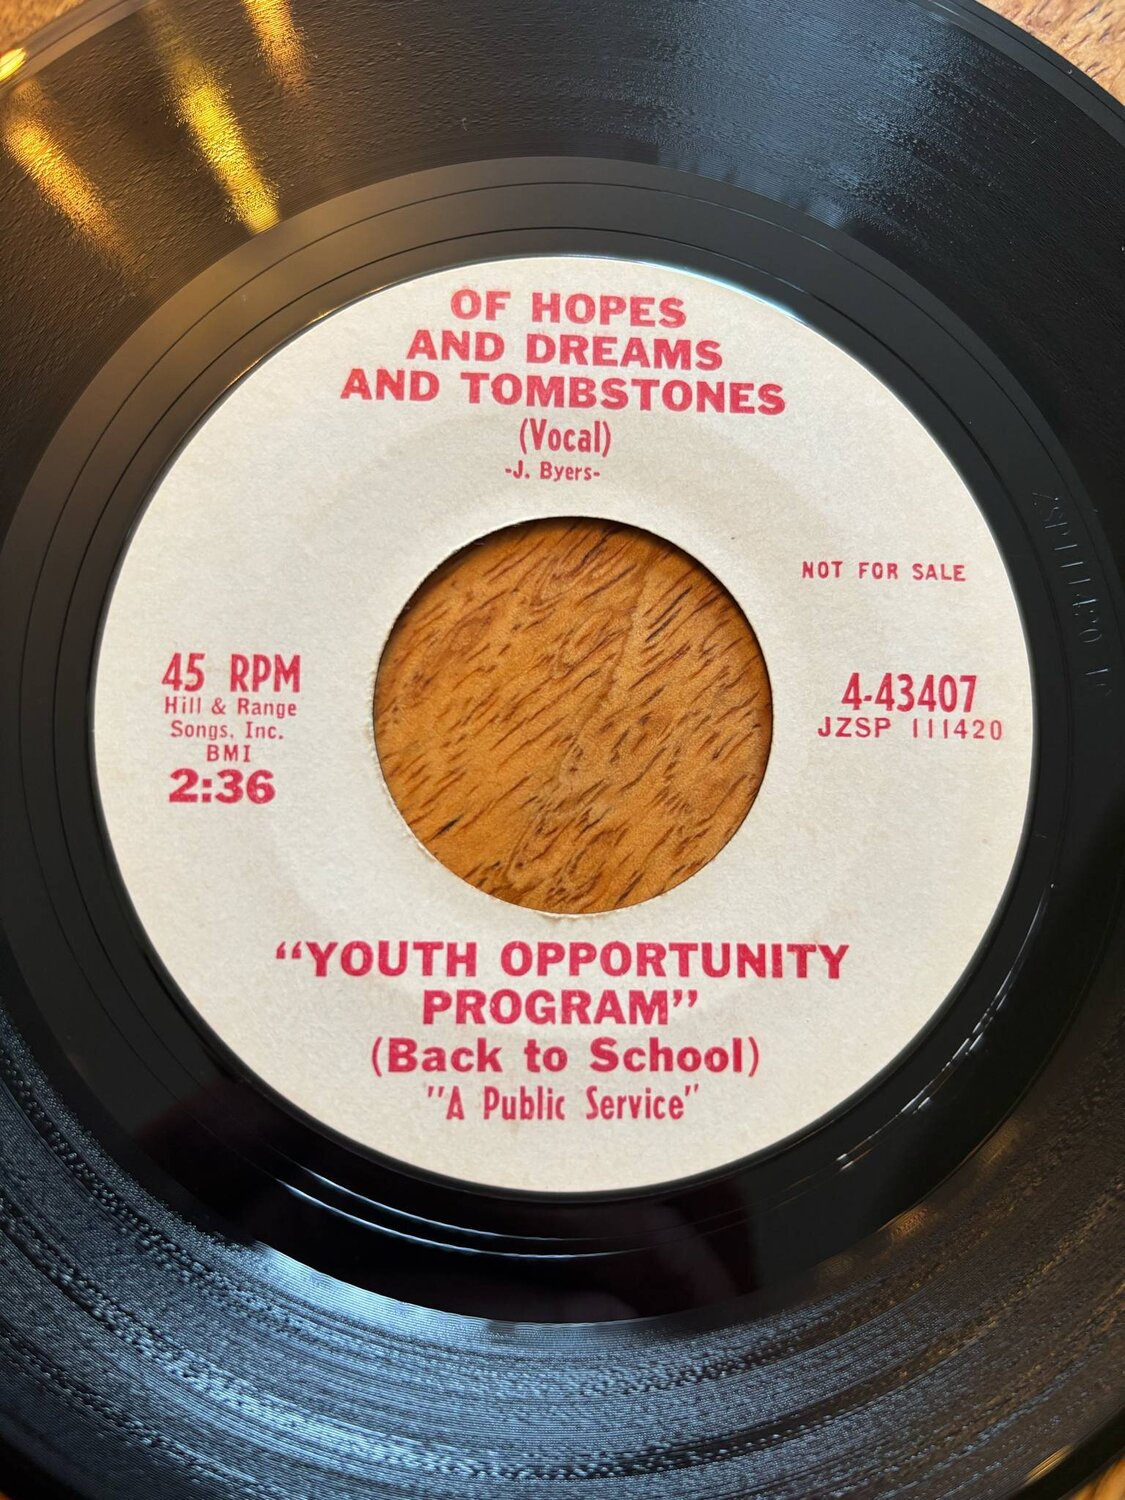 OF HOPES
AND DREAMS
AND TOMBSTONES
(Vocal)
-J. Byers-
NOT FOR SALE
45 RPM
Hill & Range
Songs, Inc.
BMI
2:36
4-43407
JZSP 111420
“YOUTH OPPORTUNITY
PROGRAM”
(Back to School)
"A Public Service"